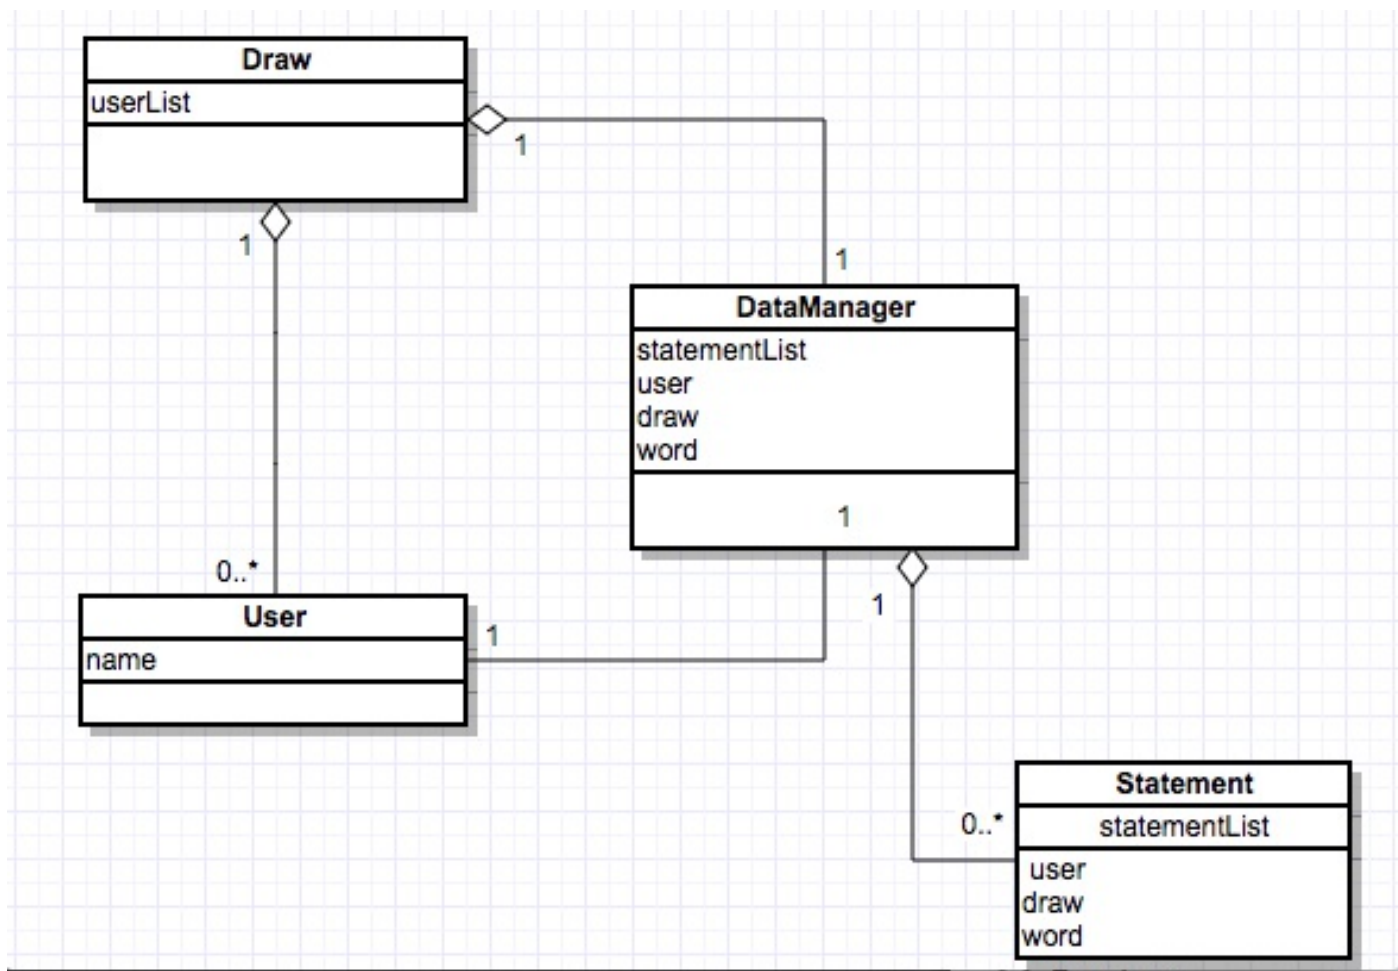 Draw
userList
1
1
1
DataManager
statementList
user
draw
word
1
0..*
User
name
1
1
Statement
statementList
user
draw
word
0..*